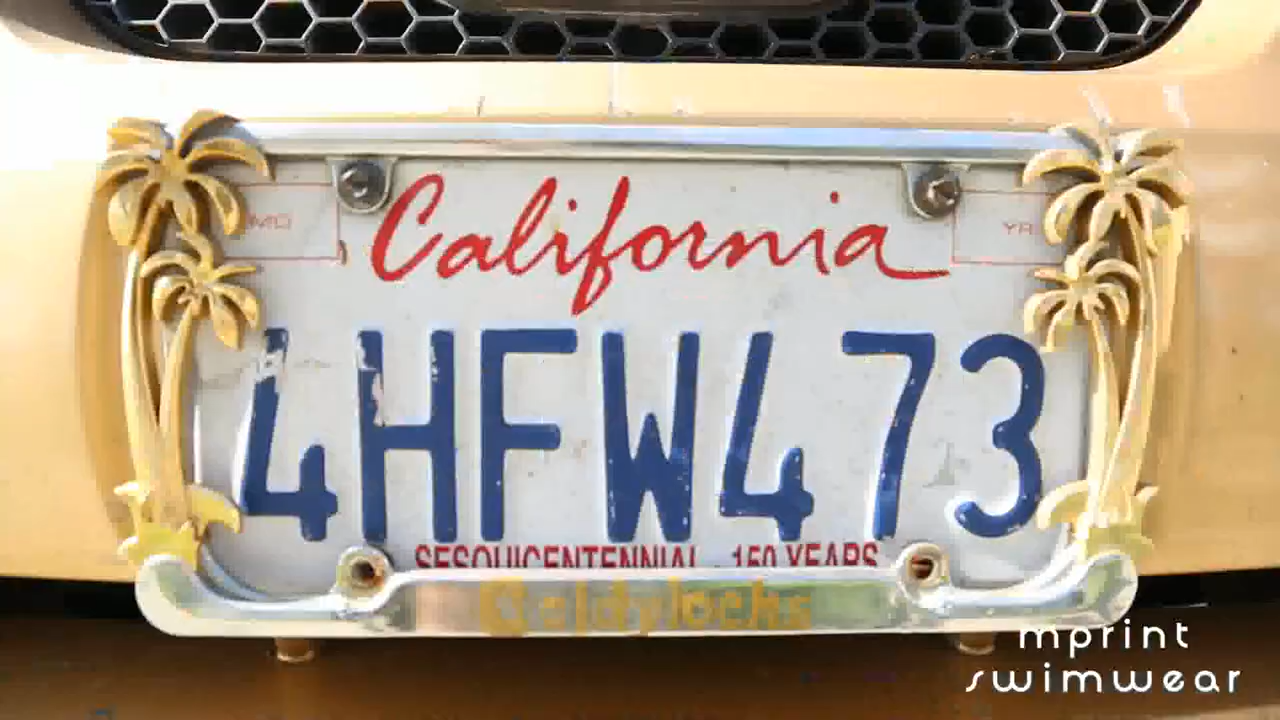 MO
California
YR
4HFW473
SESQUICENTENNIAL 150 YEARS
Goldylocks
mprint
swimwear